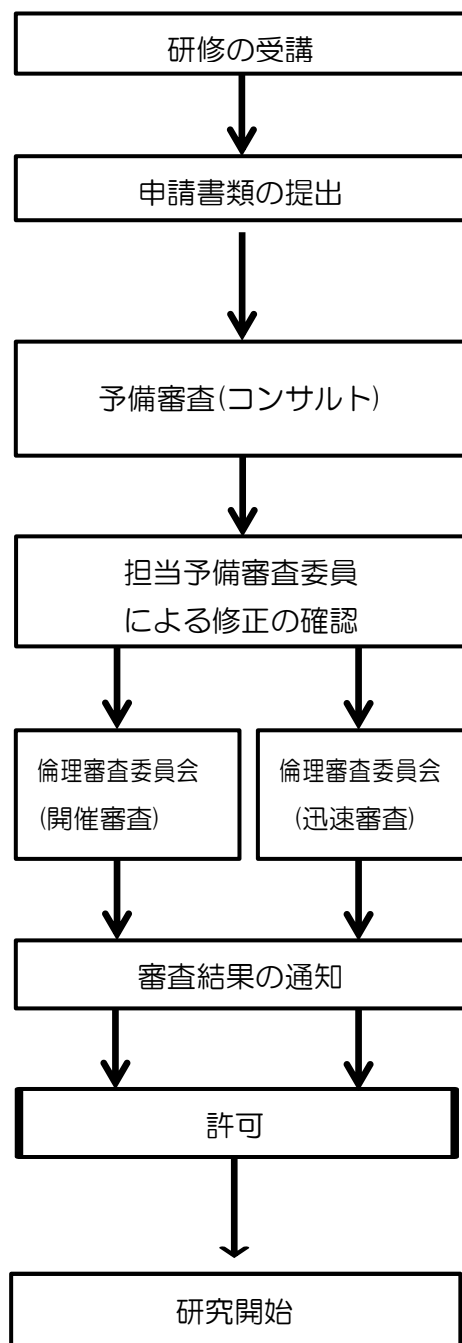 研修の受講
申請書類の提出
予備審査(コンサルト)
担当予備審査委員
による修正の確認
倫理審査委員会
(開催審査)
倫理審査委員会
(迅速審査)
審査結果の通知
許可
研究開始